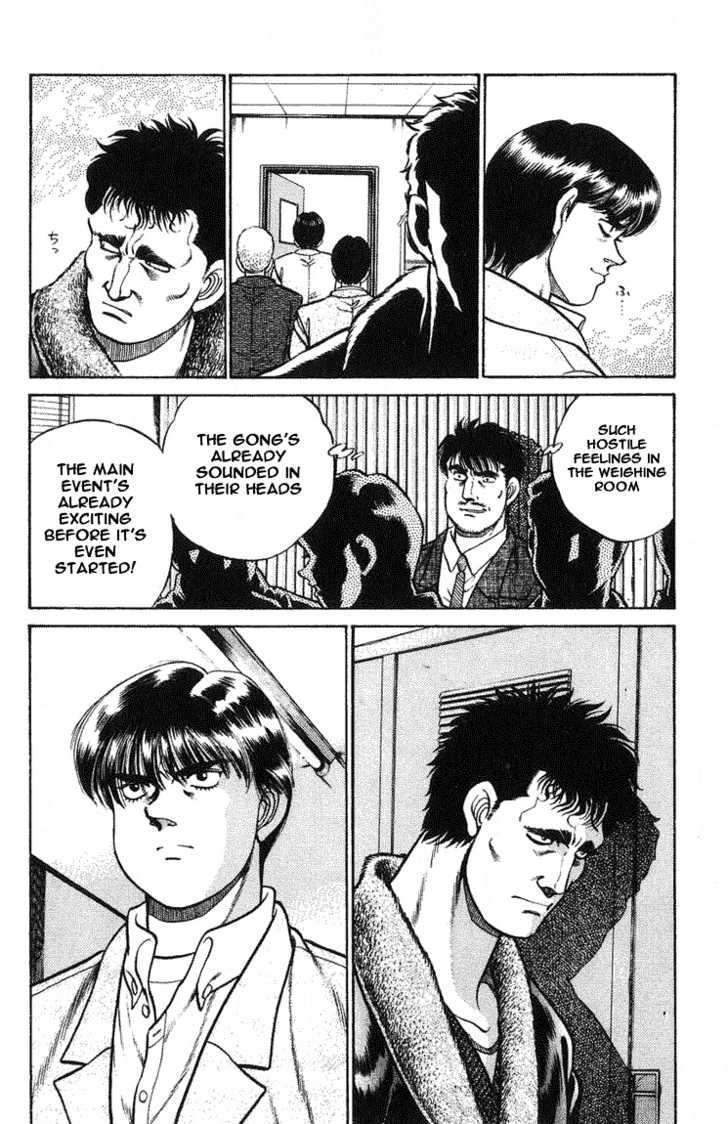 ふ
…
ちっ
SUCH
HOSTILE
FEELINGS IN
THE WEIGHING
ROOM
THE GONG'S
ALREADY
SOUNDED IN
THEIR HEADS
THE MAIN
EVENT'S
ALREADY
EXCITING
BEFORE IT'S
EVEN
STARTED!